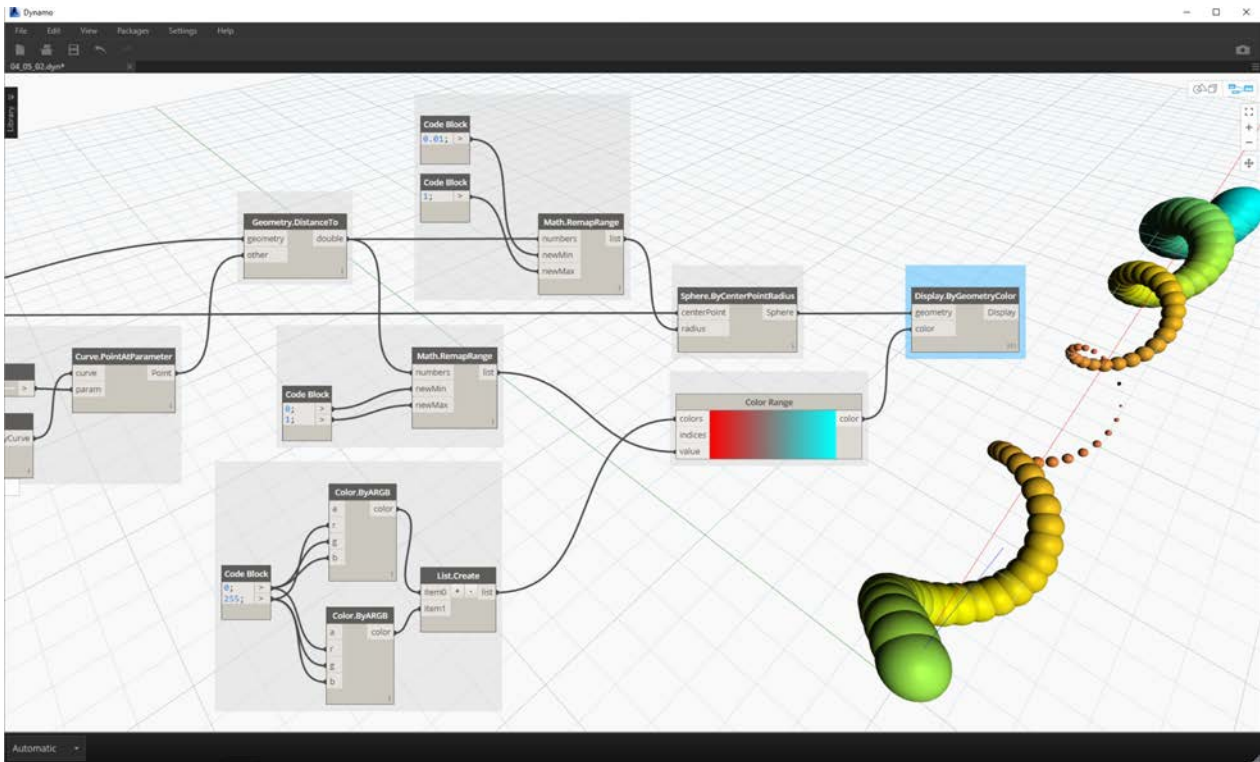 Dynamo
File Edit View Packages Settings Help
04_05_02.dyn*
Library
Code Block
0.01; >
Code Block
1; >
Geometry.DistanceTo
geometry double
other
Math.RemapRange
numbers list
newMin
newMax
Sphere.ByCenterPointRadius
centerPoint Sphere
radius
Display.ByGeometryColor
geometry Display
color
Curve.PointAtParameter
curve Point
param
>
yCurve
Math.RemapRange
numbers list
newMin
newMax
Code Block
0; >
1; >
Color Range
colors color
indices
value
Color.ByARGB
a color
r
g
b
Code Block
0; >
255; >
List.Create
item0 + - list
item1
Color.ByARGB
a color
r
g
b
Automatic